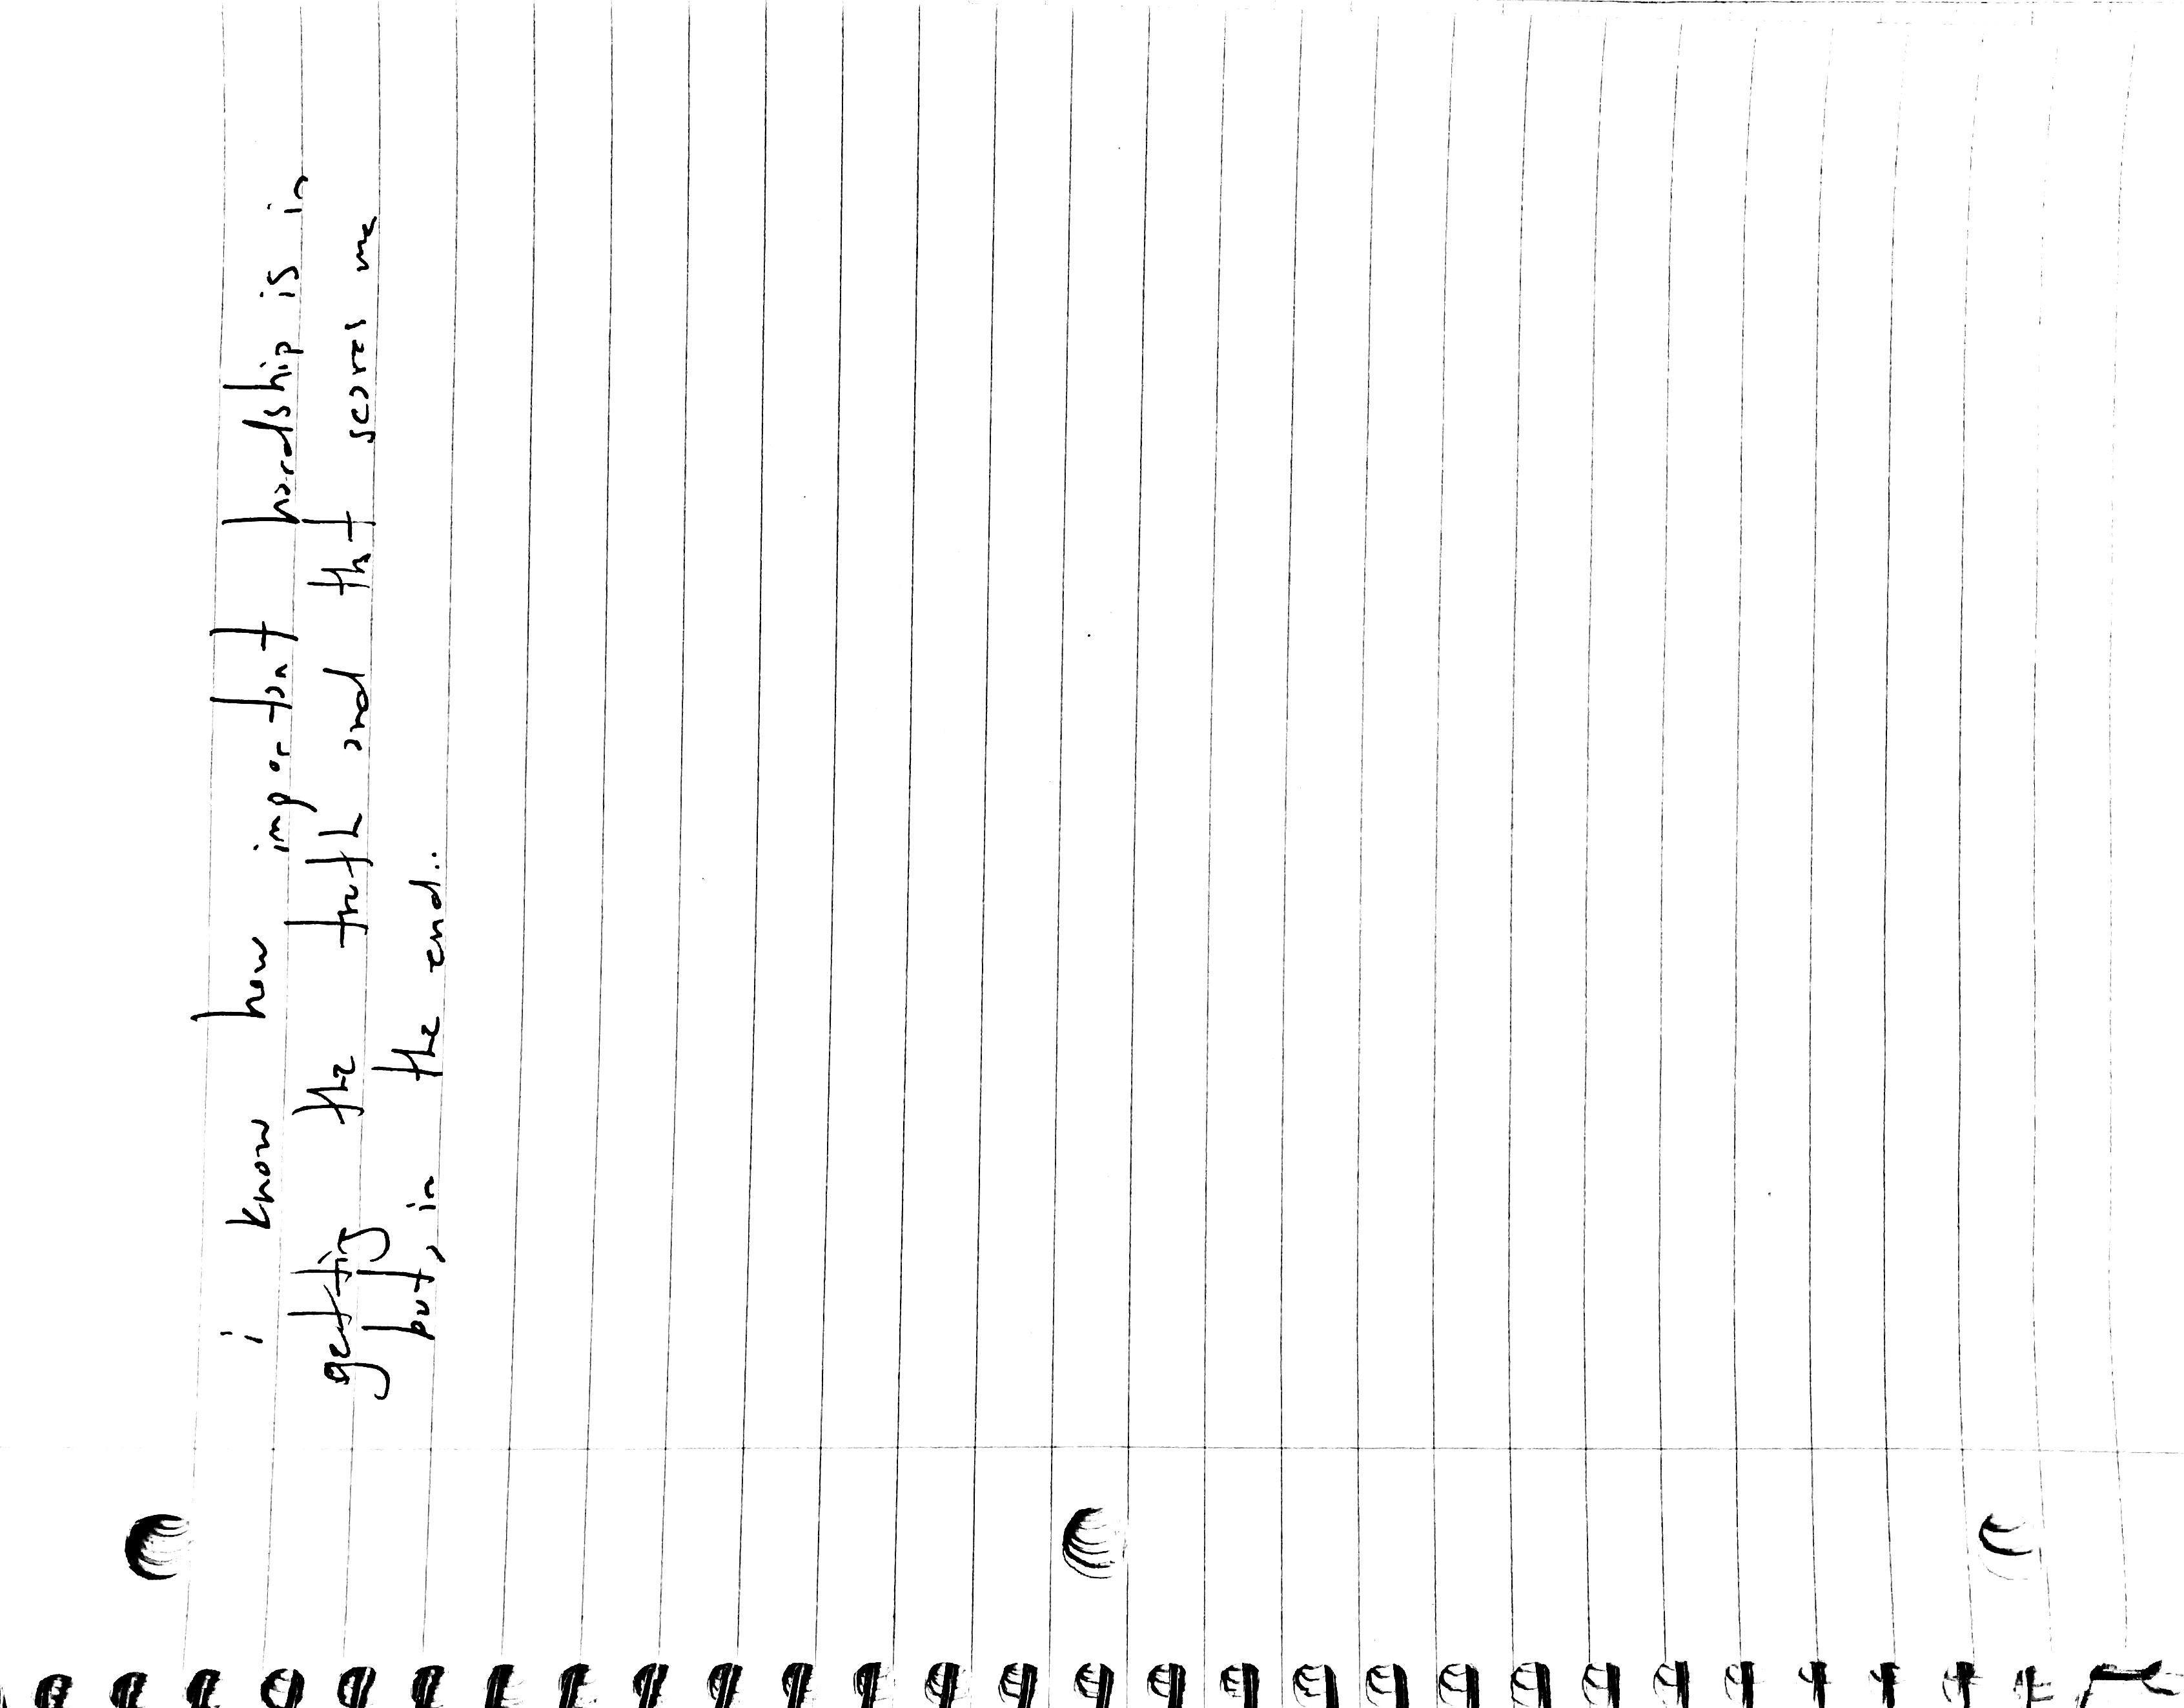 i know how important hardship is in
getting the truth and that scares me
but, in the end..